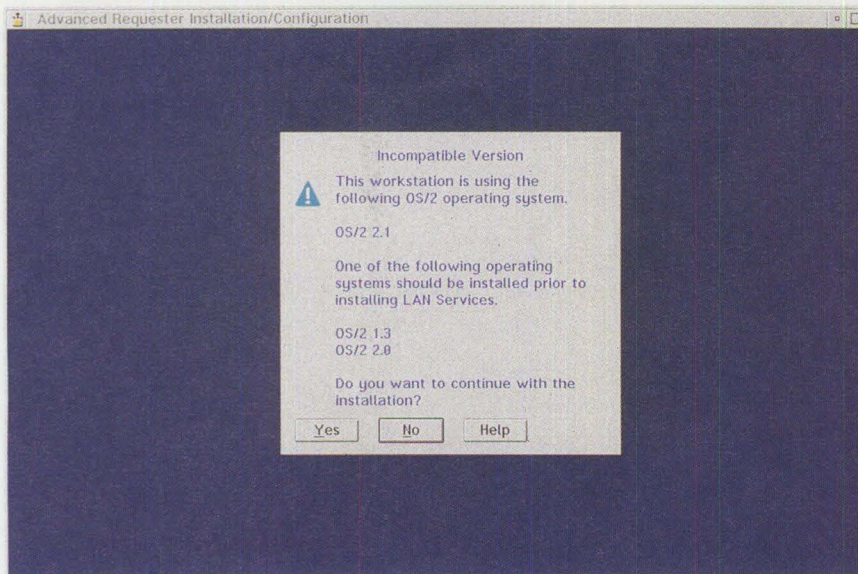 Advanced Requester Installation/Configuration
Incompatible Version
This workstation is using the
following OS/2 operating system.
OS/2 2.1
One of the following operating
systems should be installed prior to
installing LAN Services.
OS/2 1.3
OS/2 2.0
Do you want to continue with the
installation?
Yes No Help